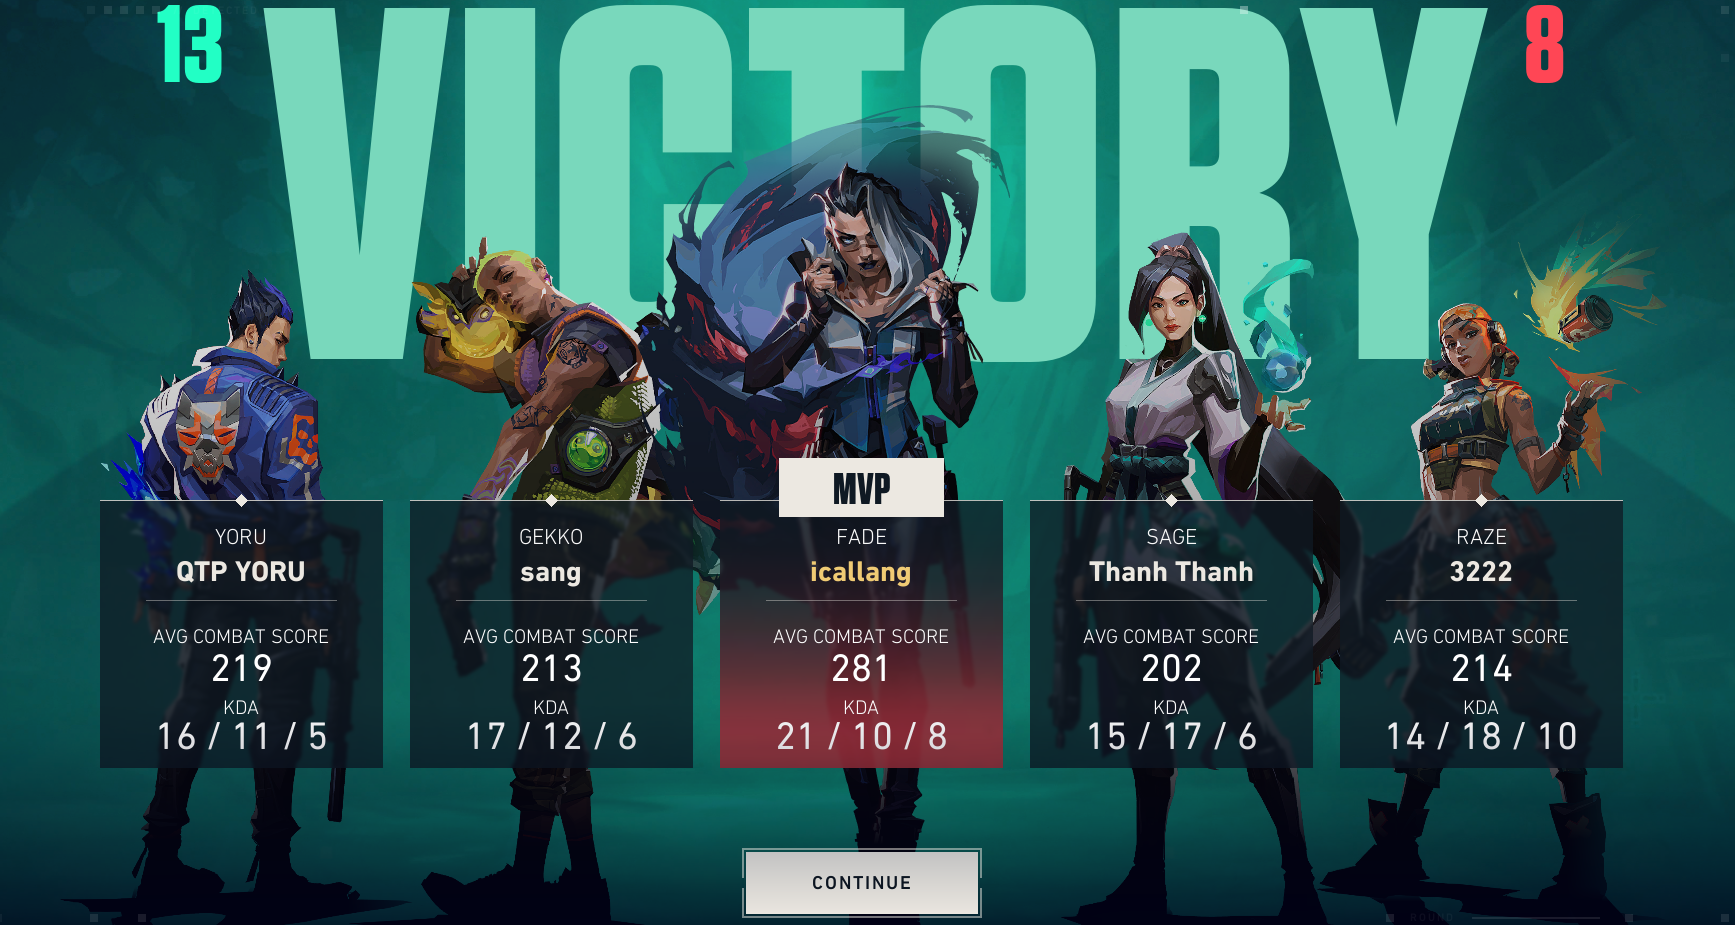 13
VICTORY
8
MVP
YORU
QTP YORU
AVG COMBAT SCORE
219
KDA
16 / 11 / 5
GEKKO
sang
AVG COMBAT SCORE
213
KDA
17 / 12 / 6
FADE
icallang
AVG COMBAT SCORE
281
KDA
21 / 10 / 8
SAGE
Thanh Thanh
AVG COMBAT SCORE
202
KDA
15 / 17 / 6
RAZE
3222
AVG COMBAT SCORE
214
KDA
14 / 18 / 10
CONTINUE
ROUND